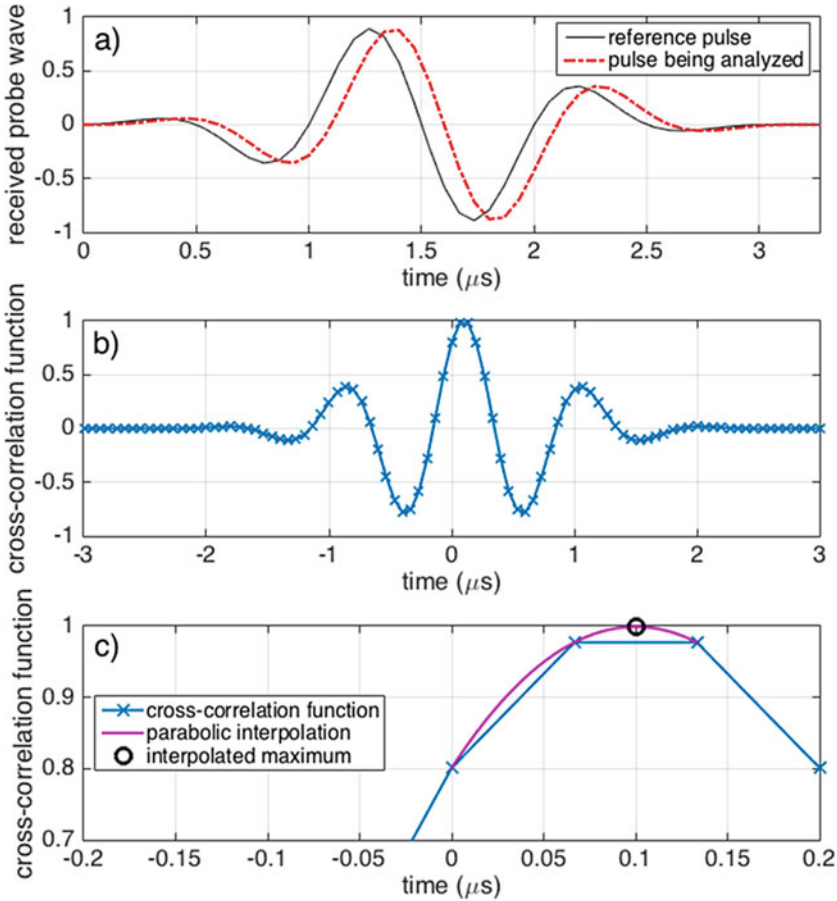 a)
received probe wave
1
0.5
0
-0.5
-1
reference pulse
pulse being analyzed
0 0.5 1 1.5 2 2.5 3
time (μs)
b)
cross-correlation function
1
0.5
0
-0.5
-1
-3 -2 -1 0 1 2 3
time (μs)
c)
cross-correlation function
1
0.9
0.8
0.7
cross-correlation function
parabolic interpolation
interpolated maximum
-0.2 -0.15 -0.1 -0.05 0 0.05 0.1 0.15 0.2
time (μs)